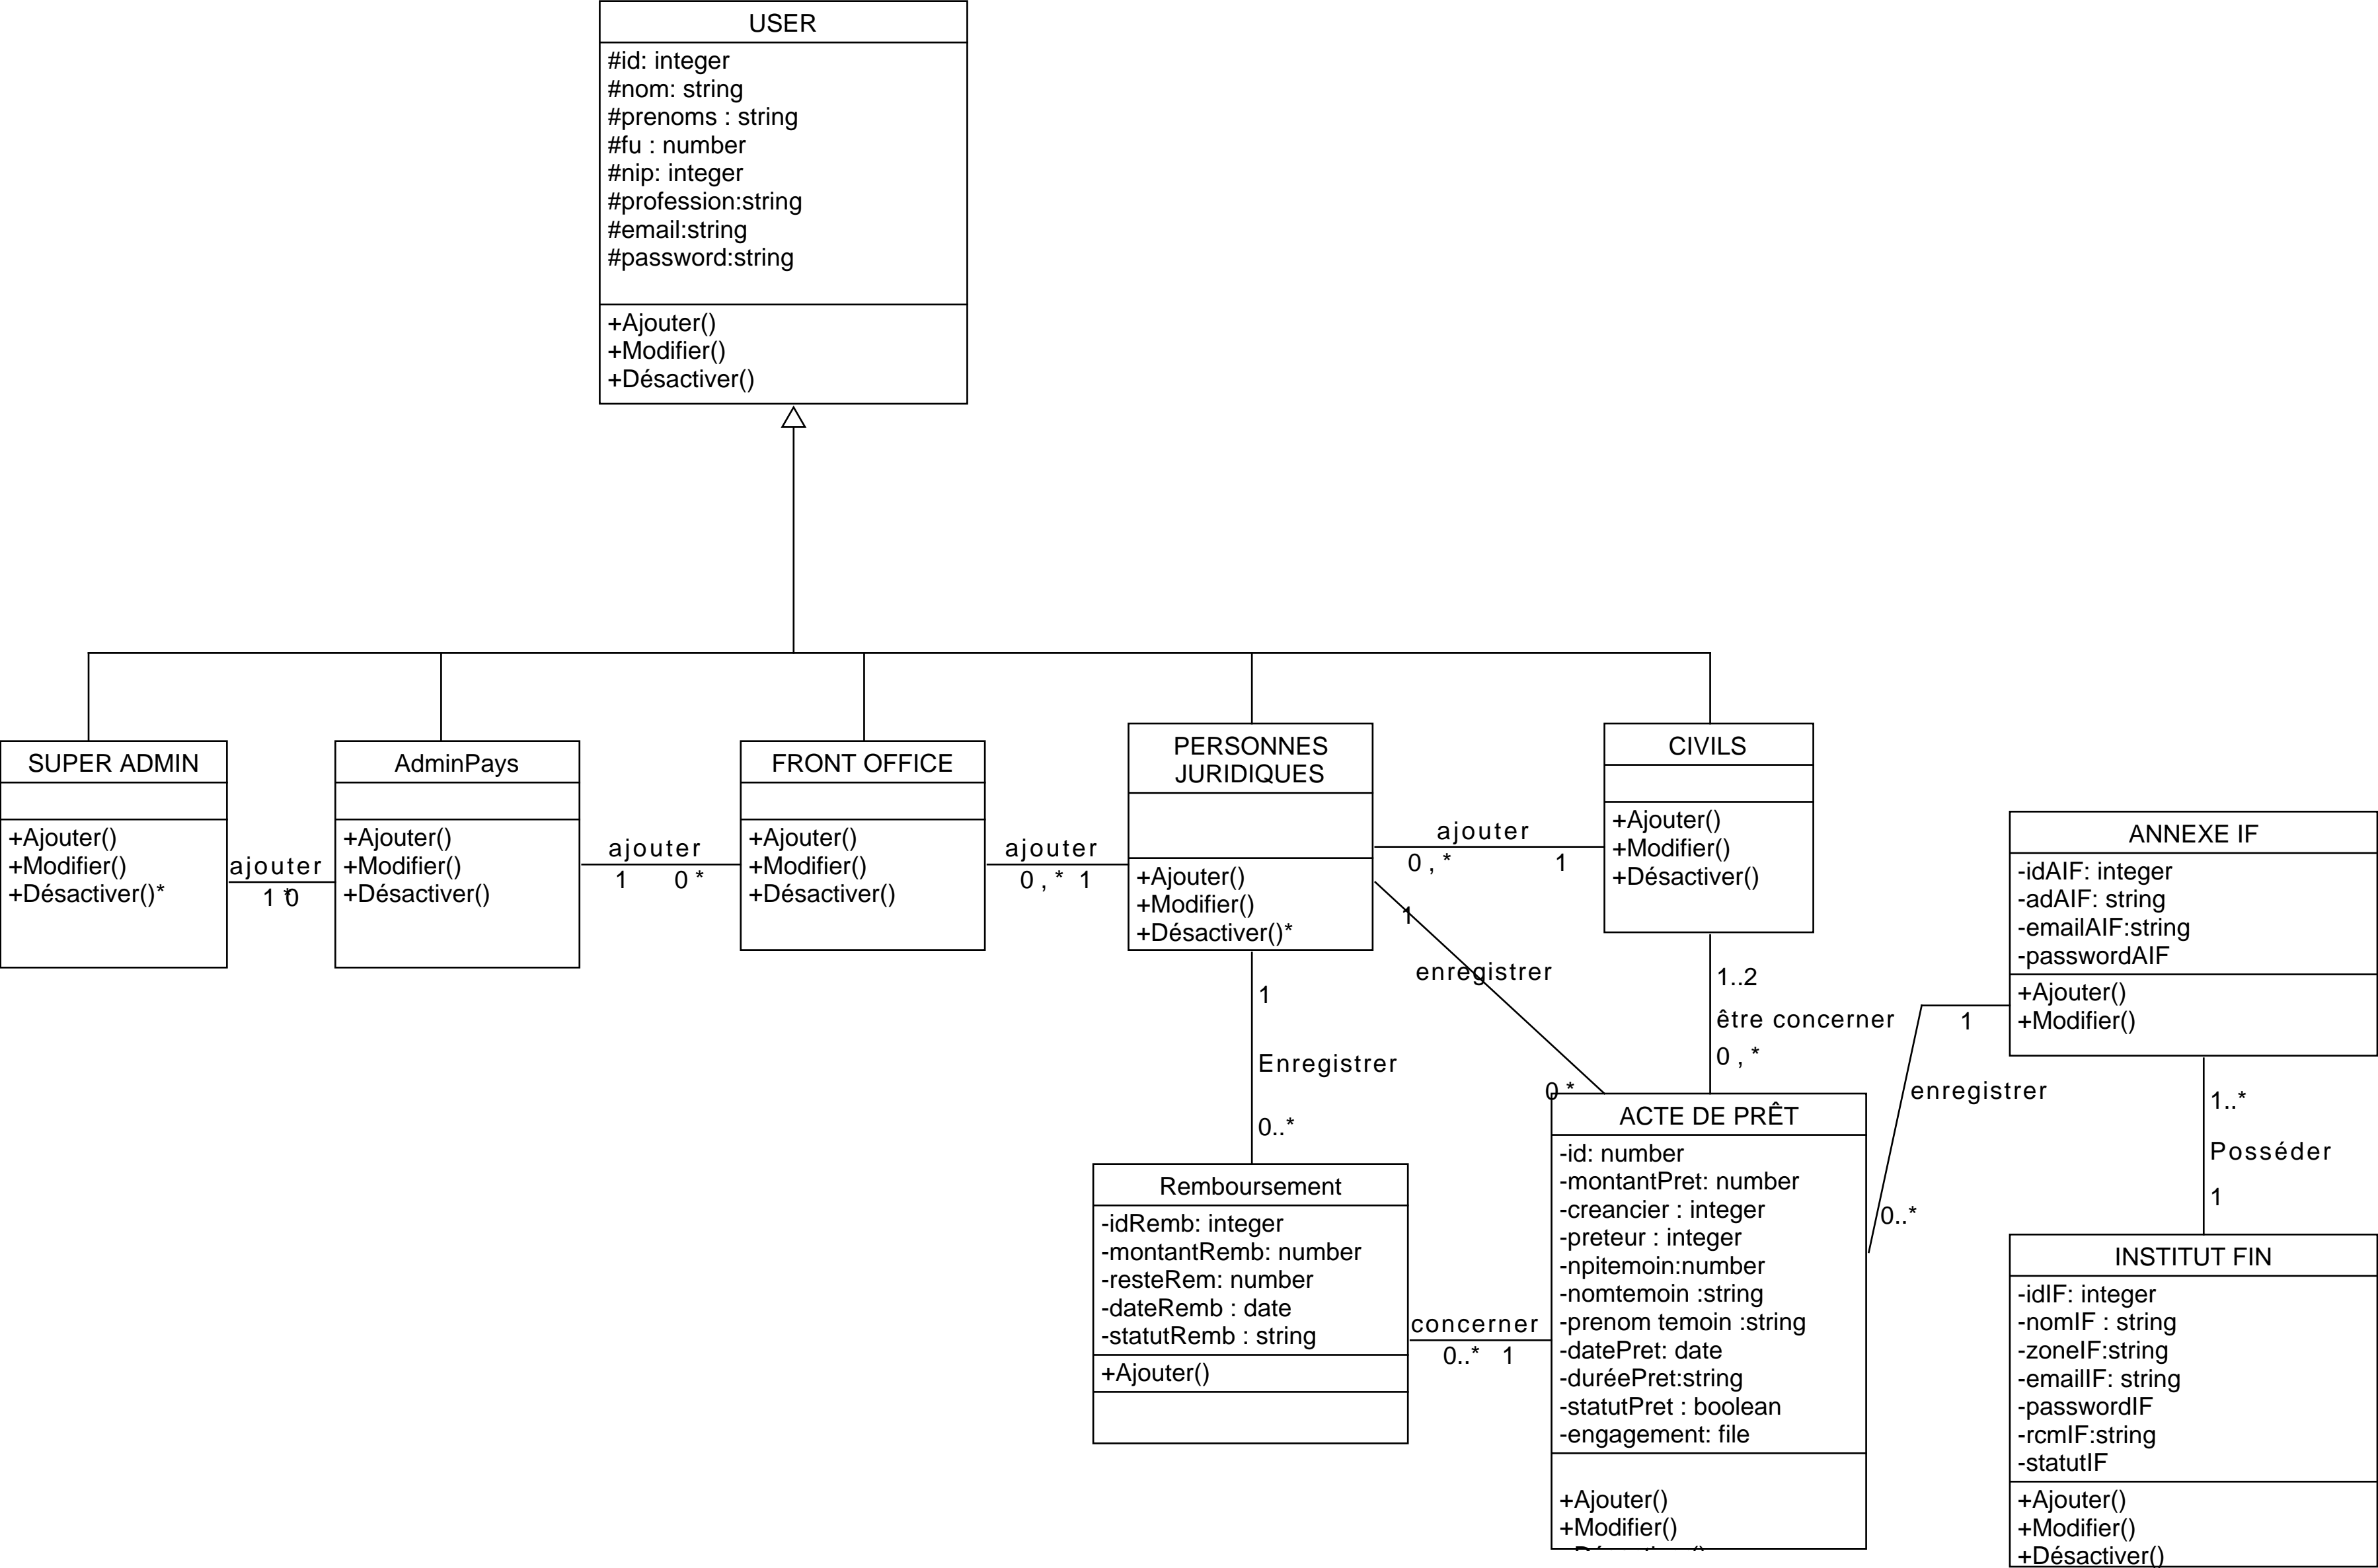 USER
#id: integer
#nom: string
#prenoms : string
#fu : number
#nip: integer
#profession:string
#email:string
#password:string
+Ajouter()
+Modifier()
+Désactiver()
SUPER ADMIN
+Ajouter()
+Modifier()
+Désactiver()*
ajouter
1 0
*
AdminPays
+Ajouter()
+Modifier()
+Désactiver()
ajouter
1 0 *
FRONT OFFICE
+Ajouter()
+Modifier()
+Désactiver()
ajouter
0 , * 1
PERSONNES
JURIDIQUES
+Ajouter()
+Modifier()
+Désactiver()*
ajouter
0 , * 1
CIVILS
+Ajouter()
+Modifier()
+Désactiver()
1
enregistrer
0 *
1..2
être concerner
0 , *
1
Enregistrer
0..*
ANNEXE IF
-idAIF: integer
-adAIF: string
-emailAIF:string
-passwordAIF
+Ajouter()
+Modifier()
1
enregistrer
0..*
1..*
Posséder
1
Remboursement
-idRemb: integer
-montantRemb: number
-resteRem: number
-dateRemb : date
-statutRemb : string
+Ajouter()
concerner
0..* 1
ACTE DE PRÊT
-id: number
-montantPret: number
-creancier : integer
-preteur : integer
-npitemoin:number
-nomtemoin :string
-prenom temoin :string
-datePret: date
-duréePret:string
-statutPret : boolean
-engagement: file
+Ajouter()
+Modifier()
INSTITUT FIN
-idIF: integer
-nomIF : string
-zoneIF:string
-emailIF: string
-passwordIF
-rcmIF:string
-statutIF
+Ajouter()
+Modifier()
+Désactiver()